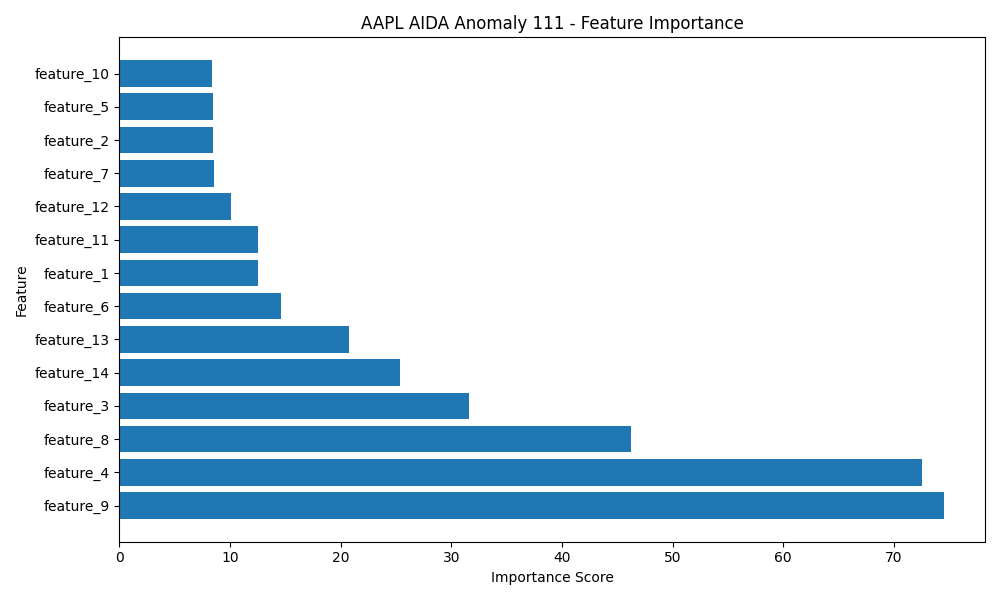 AAPL AIDA Anomaly 111 - Feature Importance
feature_10
feature_5
feature_2
feature_7
feature_12
feature_11
feature_1
feature_6
feature_13
feature_14
feature_3
feature_8
feature_4
feature_9
Feature
0 10 20 30 40 50 60 70
Importance Score